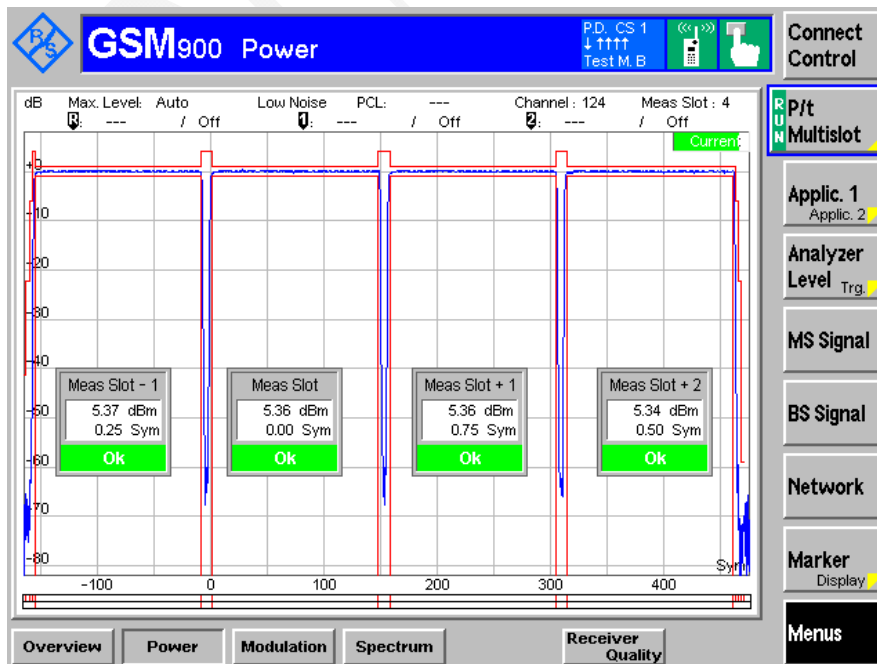 R/S
GSM900 Power
P.D. CS 1
↓ ↑↑↑↑
Test M. B
Connect Control
dB Max. Level: Auto Low Noise PCL: --- Channel : 124 Meas Slot : 4
R: --- / Off 1: --- / Off 2: --- / Off
RUN
P/t Multislot
Current
+0
-10
-20
-30
-40
-50
-60
-70
-80
Applic. 1
Applic. 2
Analyzer Level Trg.
MS Signal
BS Signal
Network
Marker
Display
Menus
Meas Slot - 1
5.37 dBm
0.25 Sym
Ok
Meas Slot
5.36 dBm
0.00 Sym
Ok
Meas Slot + 1
5.36 dBm
0.75 Sym
Ok
Meas Slot + 2
5.34 dBm
0.50 Sym
Ok
Sym
-100 0 100 200 300 400
Overview Power Modulation Spectrum Receiver Quality